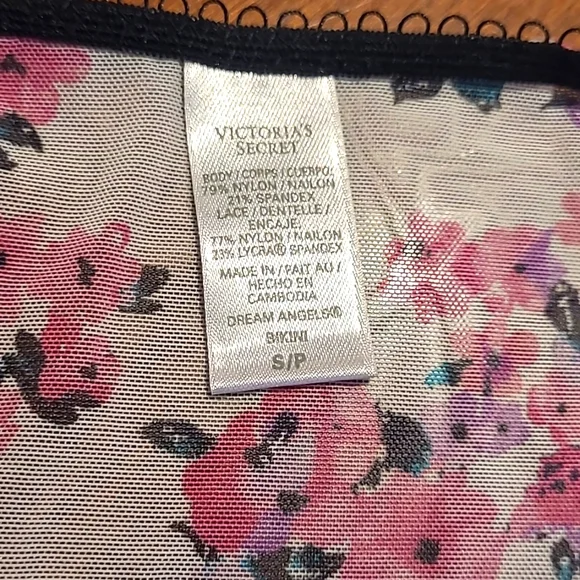 VICTORIA'S
SECRET
BODY / CORPS / CUERPO:
79% NYLON / NAILON
21% SPANDEX
LACE / DENTELLE /
ENCAJE
77% NYLON / NAILON
23% LYCRA® SPANDEX
MADE IN / FAIT AU /
HECHO EN
CAMBODIA
DREAM ANGELS®
BIKINI
S/P